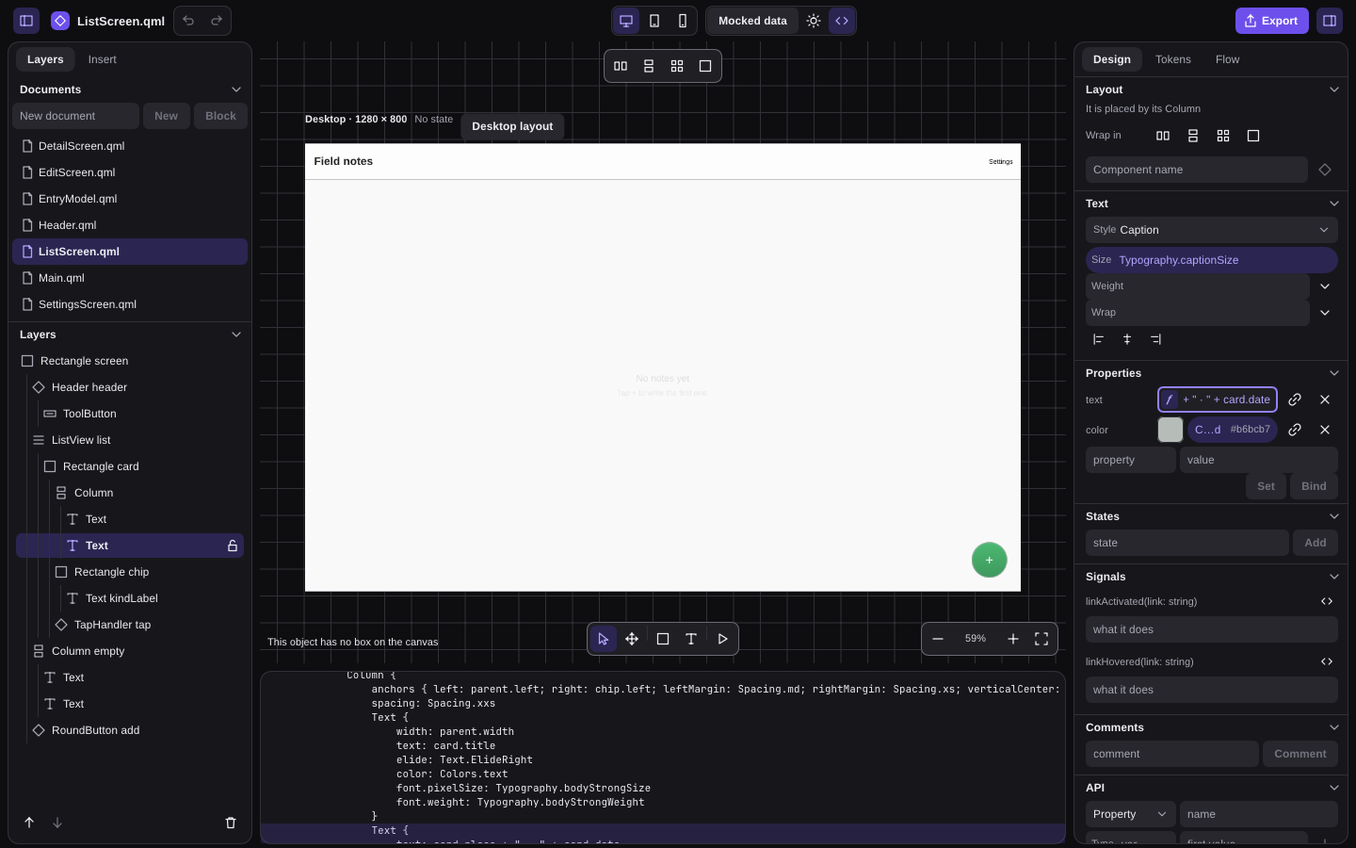 ListScreen.qml
Mocked data
Export
Layers Insert
Documents
New document New Block
DetailScreen.qml
EditScreen.qml
EntryModel.qml
Header.qml
ListScreen.qml
Main.qml
SettingsScreen.qml
Layers
Rectangle screen
Header header
ToolButton
ListView list
Rectangle card
Column
Text
Text
Rectangle chip
Text kindLabel
TapHandler tap
Column empty
Text
Text
RoundButton add
Desktop · 1280 × 800 No state
Desktop layout
Field notes Settings
No notes yet
Tap + to write the first one
+
This object has no box on the canvas
59%
Column {
anchors { left: parent.left; right: chip.left; leftMargin: Spacing.md; rightMargin: Spacing.xs; verticalCenter:
spacing: Spacing.xxs
Text {
width: parent.width
text: card.title
elide: Text.ElideRight
color: Colors.text
font.pixelSize: Typography.bodyStrongSize
font.weight: Typography.bodyStrongWeight
}
Text {
Design Tokens Flow
Layout
It is placed by its Column
Wrap in
Component name
Text
Style Caption
Size Typography.captionSize
Weight
Wrap
Properties
text f + " · " + card.date
color C...d #b6bcb7
property value
Set Bind
States
state Add
Signals
linkActivated(link: string)
what it does
linkHovered(link: string)
what it does
Comments
comment Comment
API
Property name